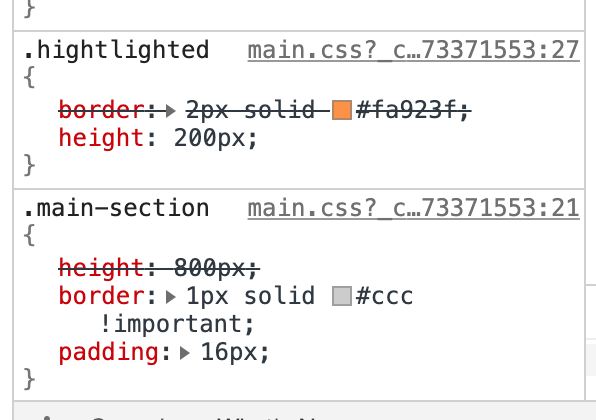 }
.hightlighted main.css?_c…73371553:27
{
border: 2px solid #fa923f;
height: 200px;
}
.main-section main.css?_c…73371553:21
{
height: 800px;
border: 1px solid #ccc
!important;
padding: 16px;
}